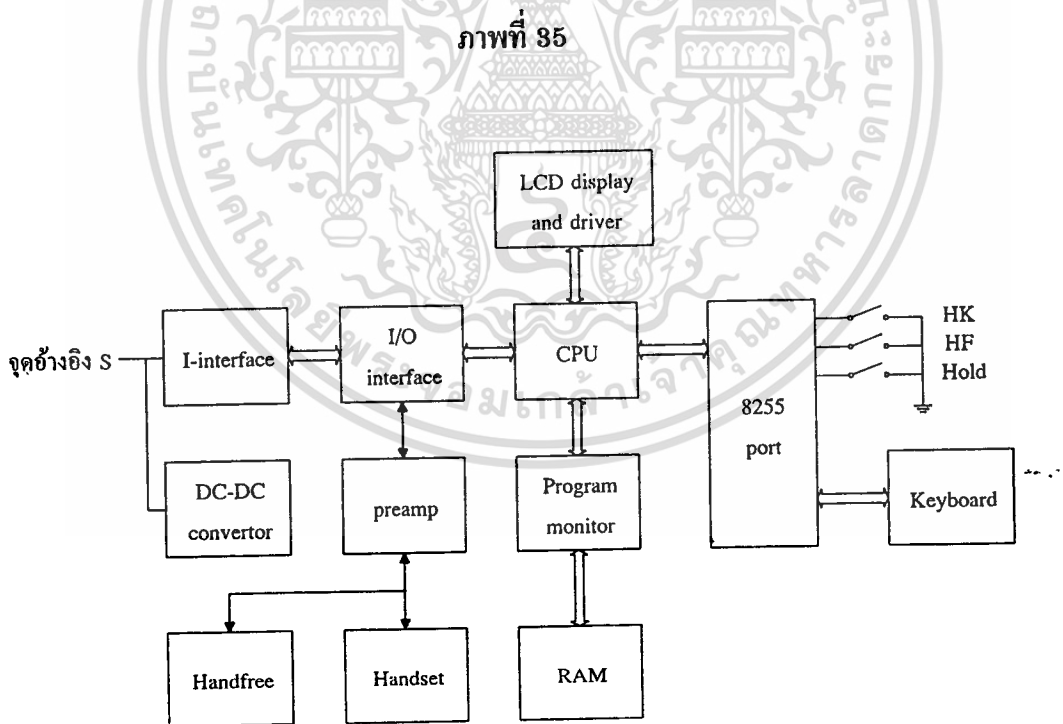 ภาพที่ 35
LCD display
and driver
จุดอ้างอิง S
I-interface
I/O
interface
CPU
8255
port
HK
HF
Hold
DC-DC
convertor
preamp
Program
monitor
Keyboard
Handfree
Handset
RAM